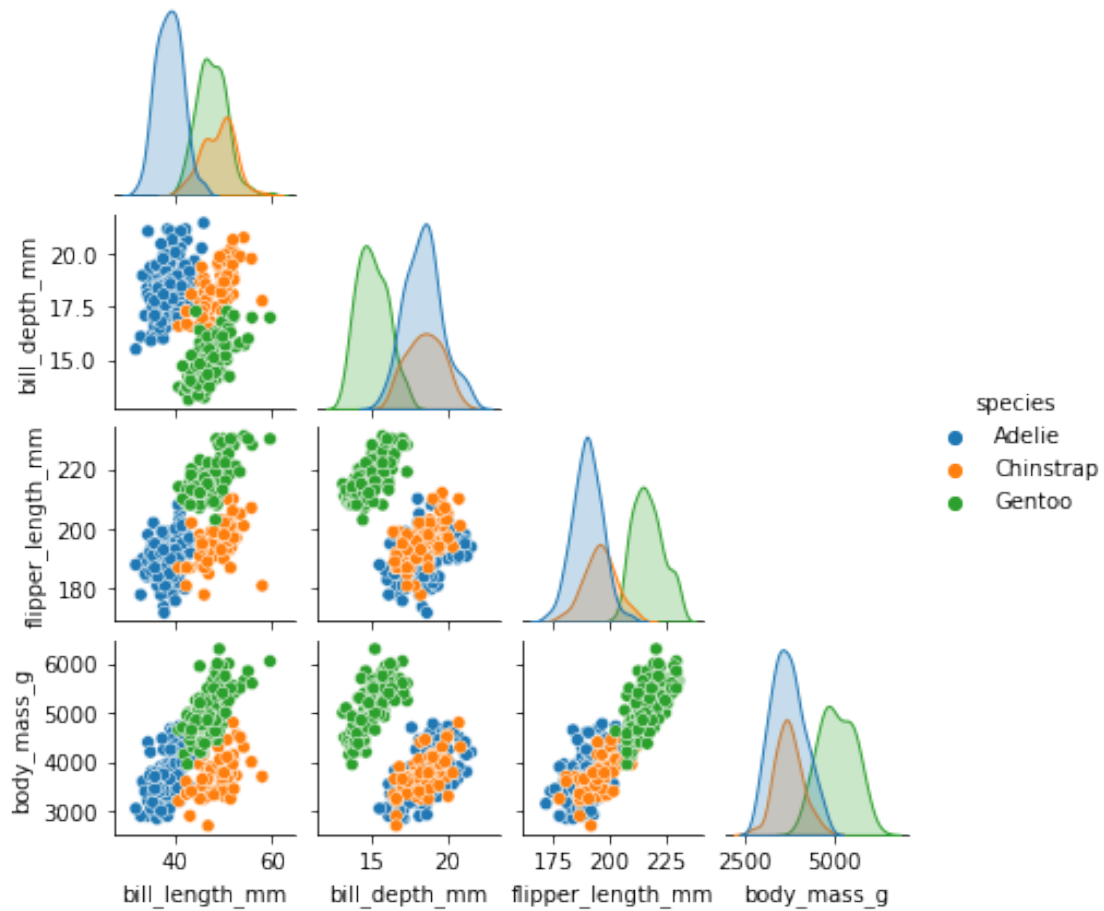 bill_depth_mm
20.0
17.5
15.0
flipper_length_mm
220
200
180
species
Adelie
Chinstrap
Gentoo
body_mass_g
6000
5000
4000
3000
40 60
15 20
175 200 225
2500 5000
bill_length_mm
bill_depth_mm
flipper_length_mm
body_mass_g